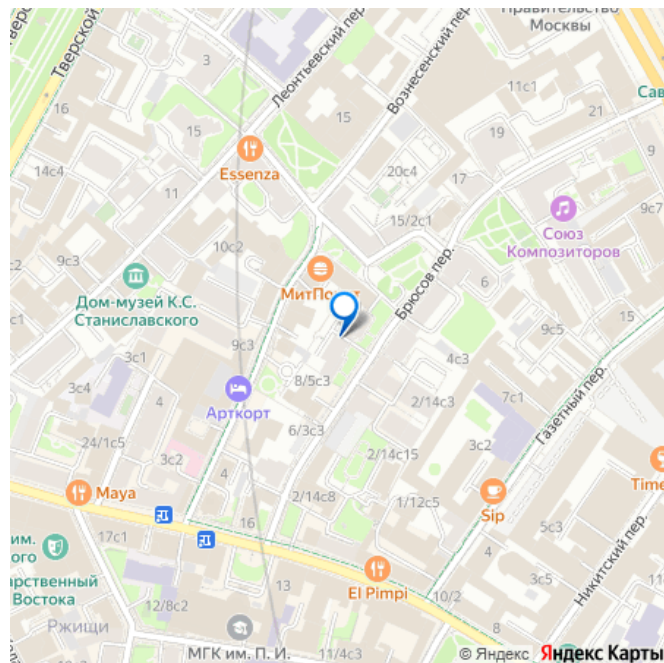 Правительство
Москвы
Тверской
3
Леонтьевский пер.
Вознесенский пер.
11с1
16
15
15
21
19
Essenza
14с4
20с4
17
9
11
15/2с1
Союз
Композиторов
9с7
9с3
10с2
МитПоинт
Брюсов пер.
6
Дом-музей К.С.
Станиславского
9с5
15
3с1
9с3
4с3
3с4
8/5с3
Арткорт
2/14с3
7с1
Газетный пер.
24/1с5
6/3с3
3с2
3с2
2/14с15
4
4
Maya
2/14с8
1/12с5
Sip
Time
16
5с3
17с1
4
Никитский пер.
13
El Pimpi
3с5
Востока
12/8с2
10/2
8
Ржищи
МГК им. П. И.
11/4с3
© Яндекс
Яндекс Карты